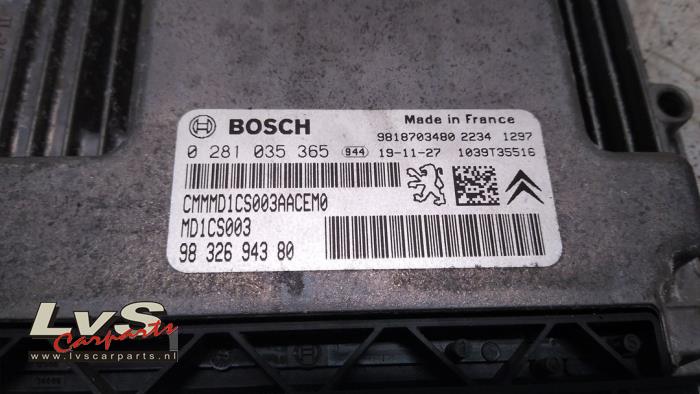 BOSCH
Made in France
9818703480 2234 1297
0 281 035 365 944 19-11-27 1039T35516
CMMMD1CS003AACEM0
MD1CS003
98 326 943 80
LvS
Carparts
www.lvscarparts.nl